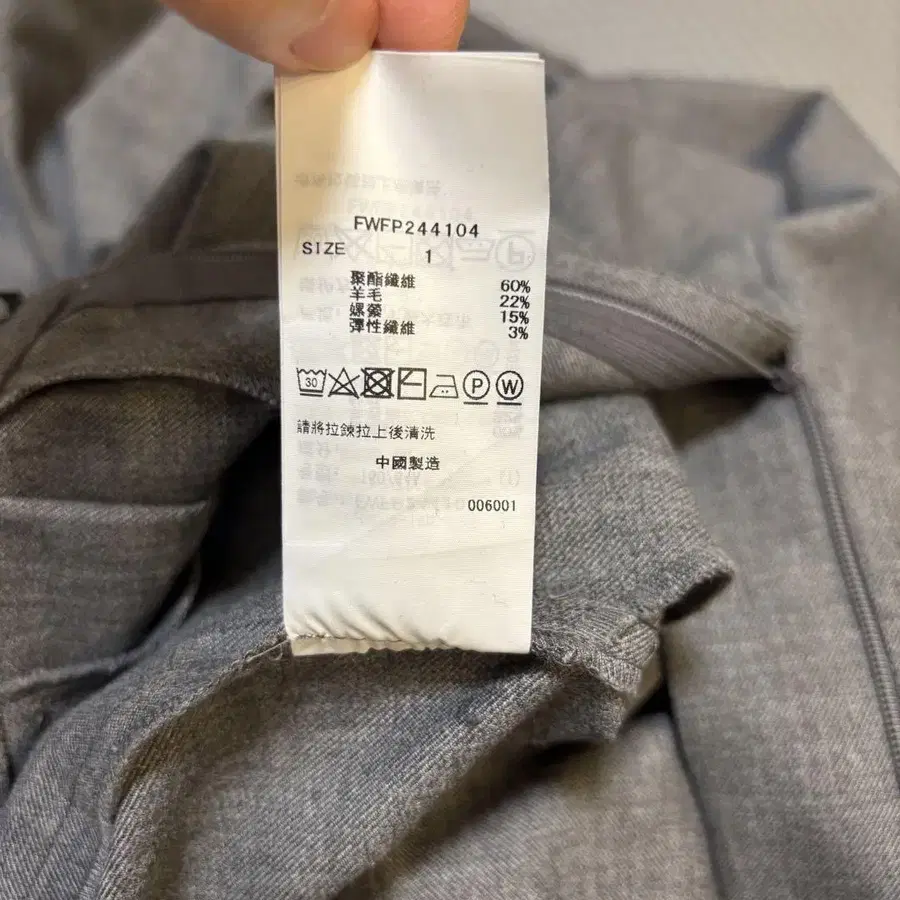 FWFP244104
SIZE 1
聚酯纖維 60%
羊毛 22%
嫘縈 15%
彈性纖維 3%
30 P W
請將拉鍊拉上後清洗
中國製造
006001